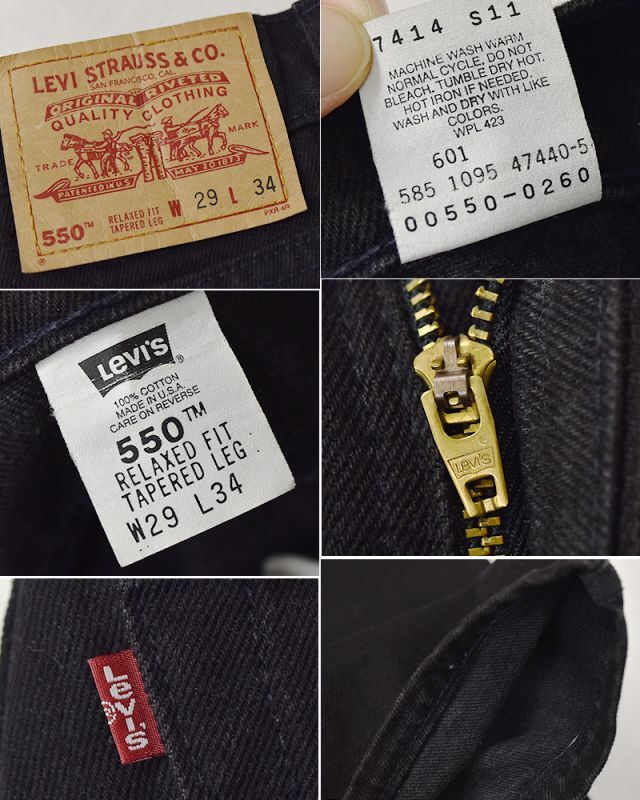 LEVI STRAUSS & CO.
SAN FRANCISCO, CAL.
ORIGINAL RIVETED
QUALITY CLOTHING
TRADE MARK
PATENTED IN U.S. MAY 20 1873
550™ RELAXED FIT TAPERED LEG W 29 L 34
PXR 4R
7414 S11
MACHINE WASH WARM
NORMAL CYCLE, DO NOT
BLEACH, TUMBLE DRY HOT.
HOT IRON IF NEEDED.
WASH AND DRY WITH LIKE
COLORS.
WPL 423
601
585 1095 47440-5
00550-0260
Levi's®
100% COTTON
MADE IN U.S.A.
CARE ON REVERSE
550™
RELAXED FIT
TAPERED LEG
W29 L34
Levi's
Levi's